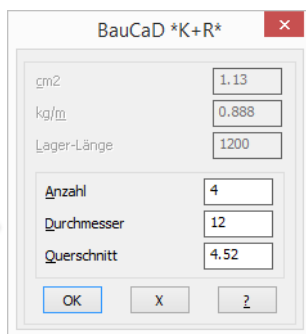 BauCaD *K+R*
cm2 1.13
kg/m 0.888
Lager-Länge 1200
Anzahl 4
Durchmesser 12
Querschnitt 4.52
OK X ?